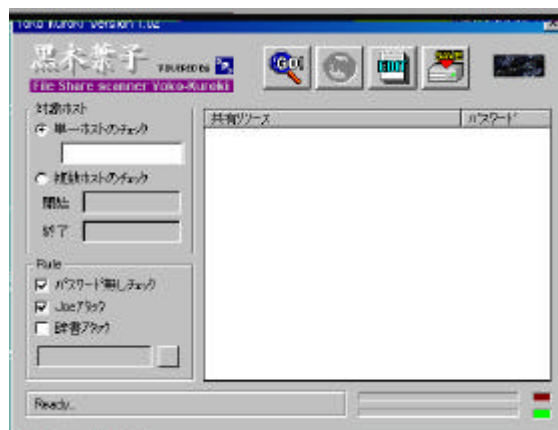 Yoko Kuroki Version 1.02
黒木葉子
POWERED BY
File Share scanner Yoko-Kuroki
GO!
EDIT
対象ホスト
単一ホストのチェック
複数ホストのチェック
開始
終了
共有リソース
パスワード
Rule
パスワード無しチェック
Joeアタック
辞書アタック
Ready..